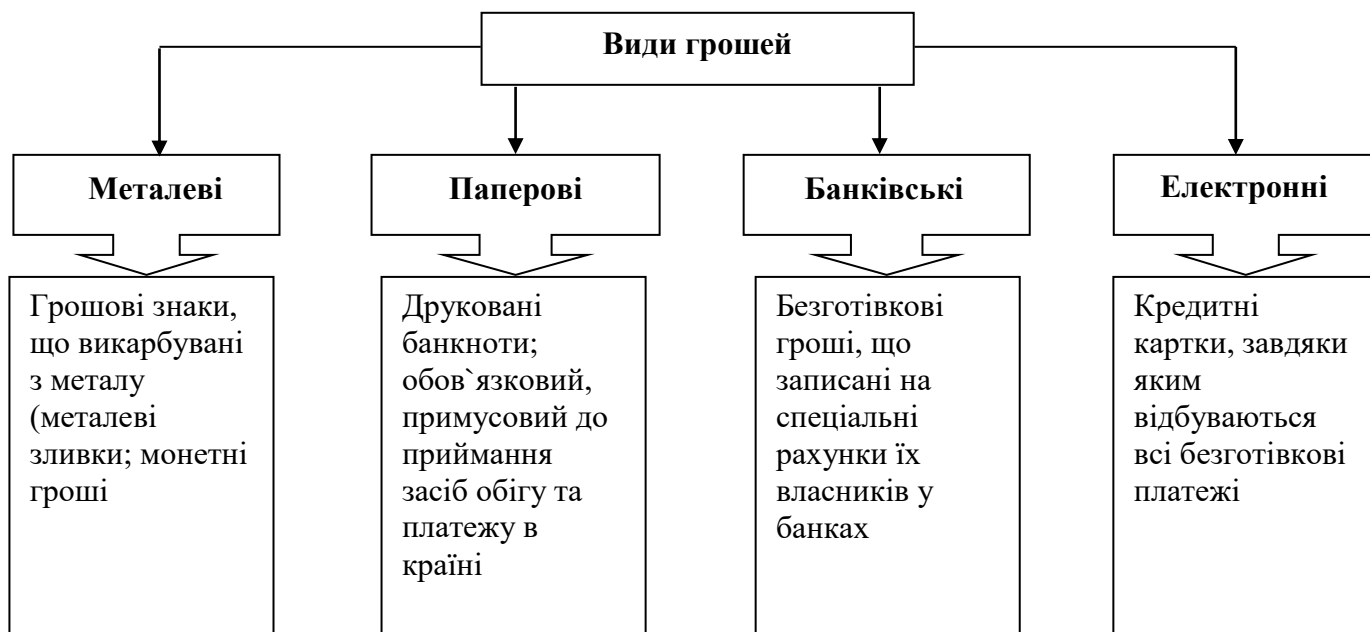 Види грошей
Металеві
Паперові
Банківські
Електронні
Грошові знаки,
що викарбувані
з металу
(металеві
зливки; монетні
гроші
Друковані
банкноти;
обов`язковий,
примусовий до
приймання
засіб обігу та
платежу в
країні
Безготівкові
гроші, що
записані на
спеціальні
рахунки їх
власників у
банках
Кредитні
картки, завдяки
яким
відбуваються
всі безготівкові
платежі